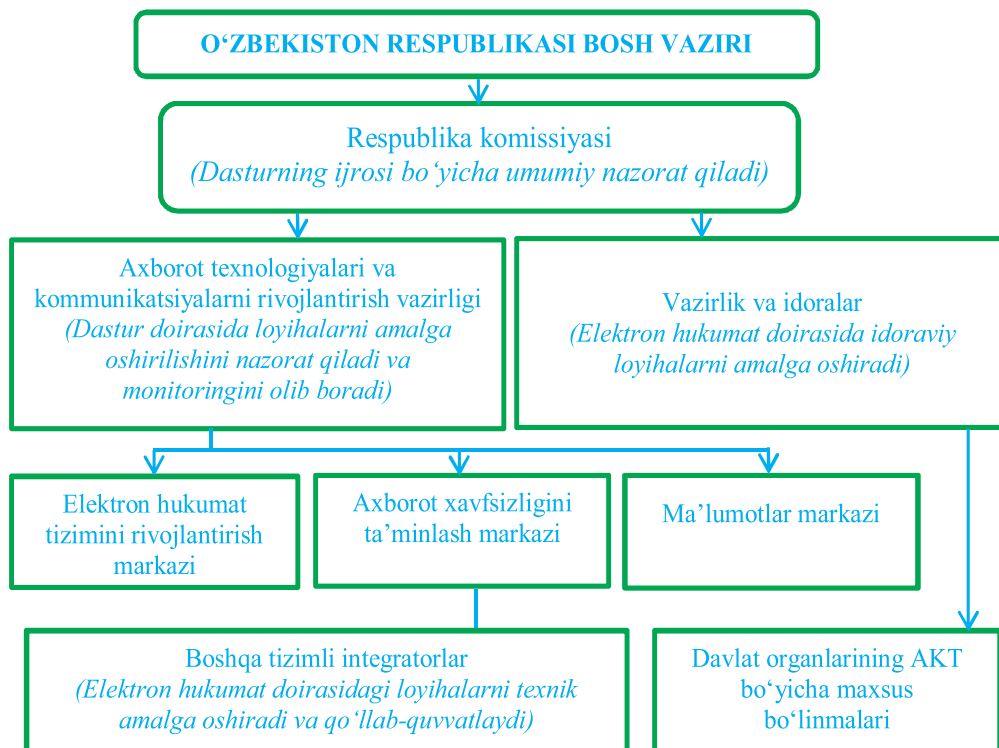 O‘ZBEKISTON RESPUBLIKASI BOSH VAZIRI
Respublika komissiyasi
(Dasturning ijrosi bo‘yicha umumiy nazorat qiladi)
Axborot texnologiyalari va
kommunikatsiyalarni rivojlantirish vazirligi
(Dastur doirasida loyihalarni amalga
oshirilishini nazorat qiladi va
monitoringini olib boradi)
Vazirlik va idoralar
(Elektron hukumat doirasida idoraviy
loyihalarni amalga oshiradi)
Elektron hukumat
tizimini rivojlantirish
markazi
Axborot xavfsizligini
ta’minlash markazi
Ma’lumotlar markazi
Boshqa tizimli integratorlar
(Elektron hukumat doirasidagi loyihalarni texnik
amalga oshiradi va qo‘llab-quvvatlaydi)
Davlat organlarining AKT
bo‘yicha maxsus
bo‘linmalari